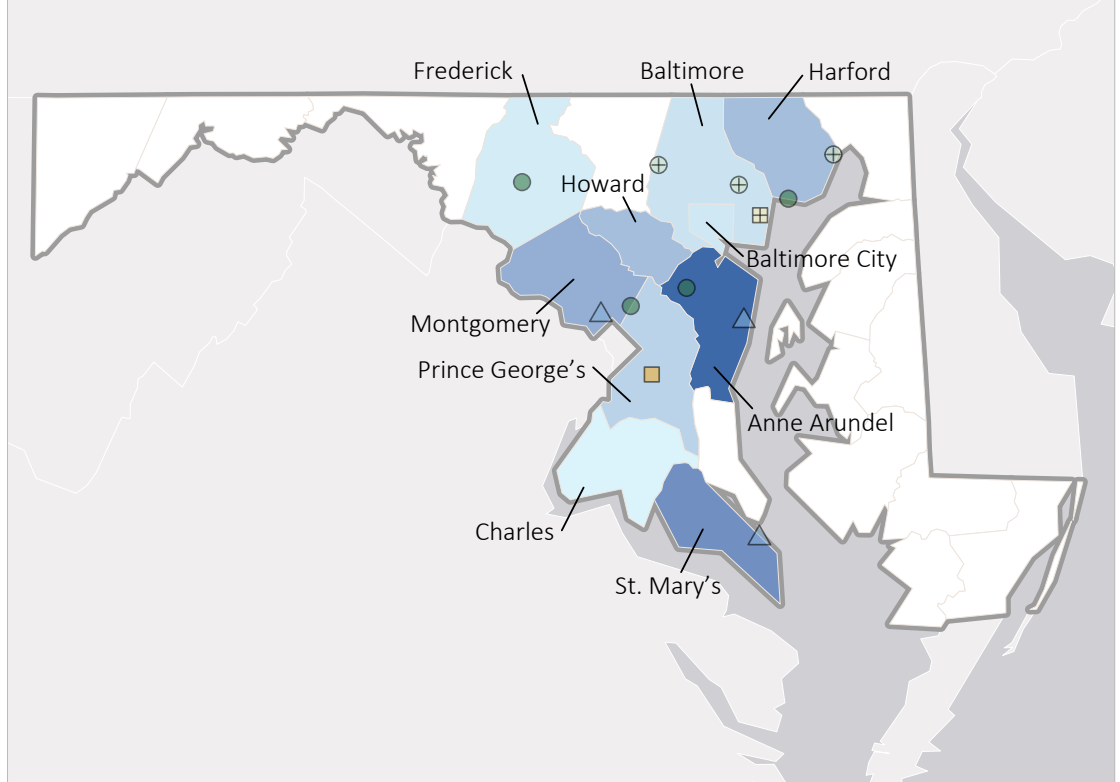 Frederick
Baltimore
Harford
Howard
Baltimore City
Montgomery
Prince George’s
Anne Arundel
Charles
St. Mary’s